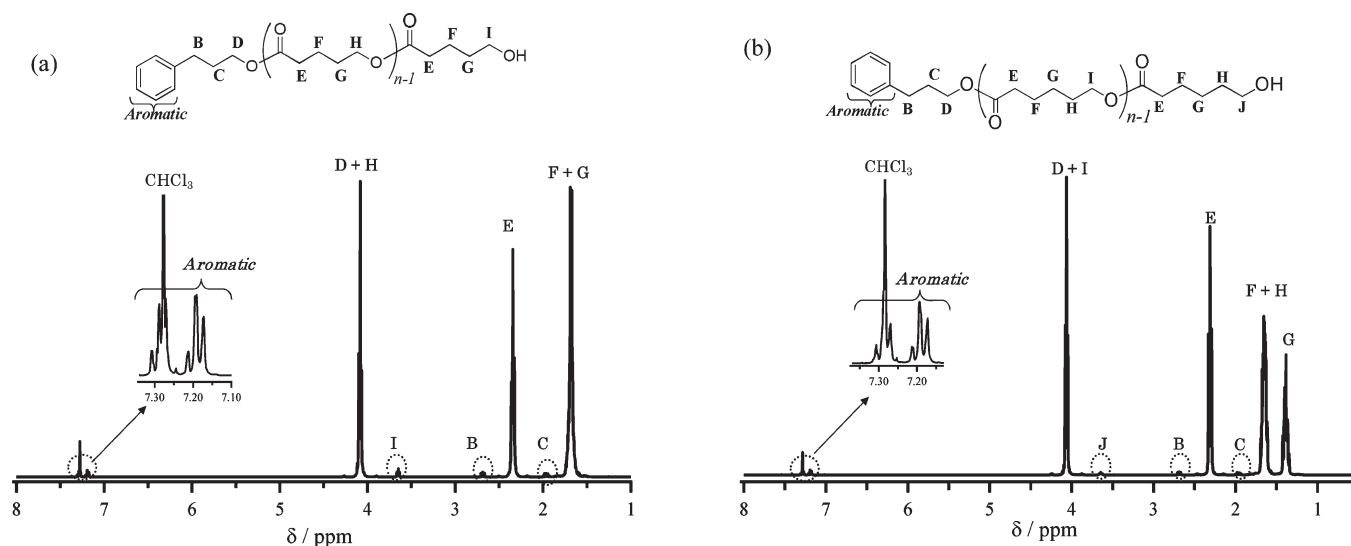 (a)
B D O F H O F I
O O OH
C E G n-1 E G
Aromatic
CHCl3
Aromatic
7.30 7.20 7.10
D + H
E
F + G
I
B
C
8 7 6 5 4 3 2 1
δ / ppm
(b)
C E G I O F H OH
O O
B D O F H n-1 E G J
Aromatic
CHCl3
Aromatic
7.30 7.20
D + I
E
F + H
G
J
B
C
8 7 6 5 4 3 2 1
δ / ppm